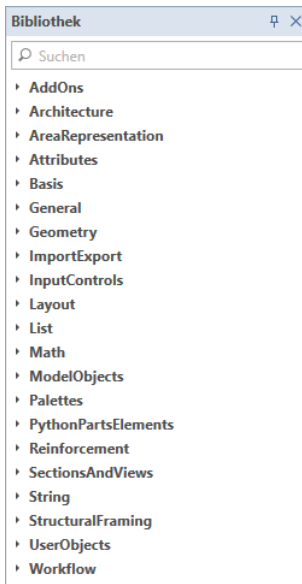 Bibliothek
Suchen
AddOns
Architecture
AreaRepresentation
Attributes
Basis
General
Geometry
ImportExport
InputControls
Layout
List
Math
ModelObjects
Palettes
PythonPartsElements
Reinforcement
SectionsAndViews
String
StructuralFraming
UserObjects
Workflow